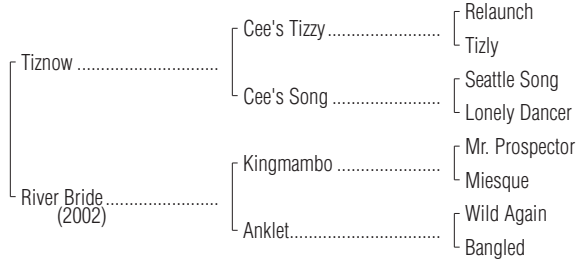 Relaunch
Cee's Tizzy
Tizly
Tiznow
Seattle Song
Cee's Song
Lonely Dancer
Mr. Prospector
Kingmambo
Miesque
River Bride
(2002)
Wild Again
Anklet
Bangled